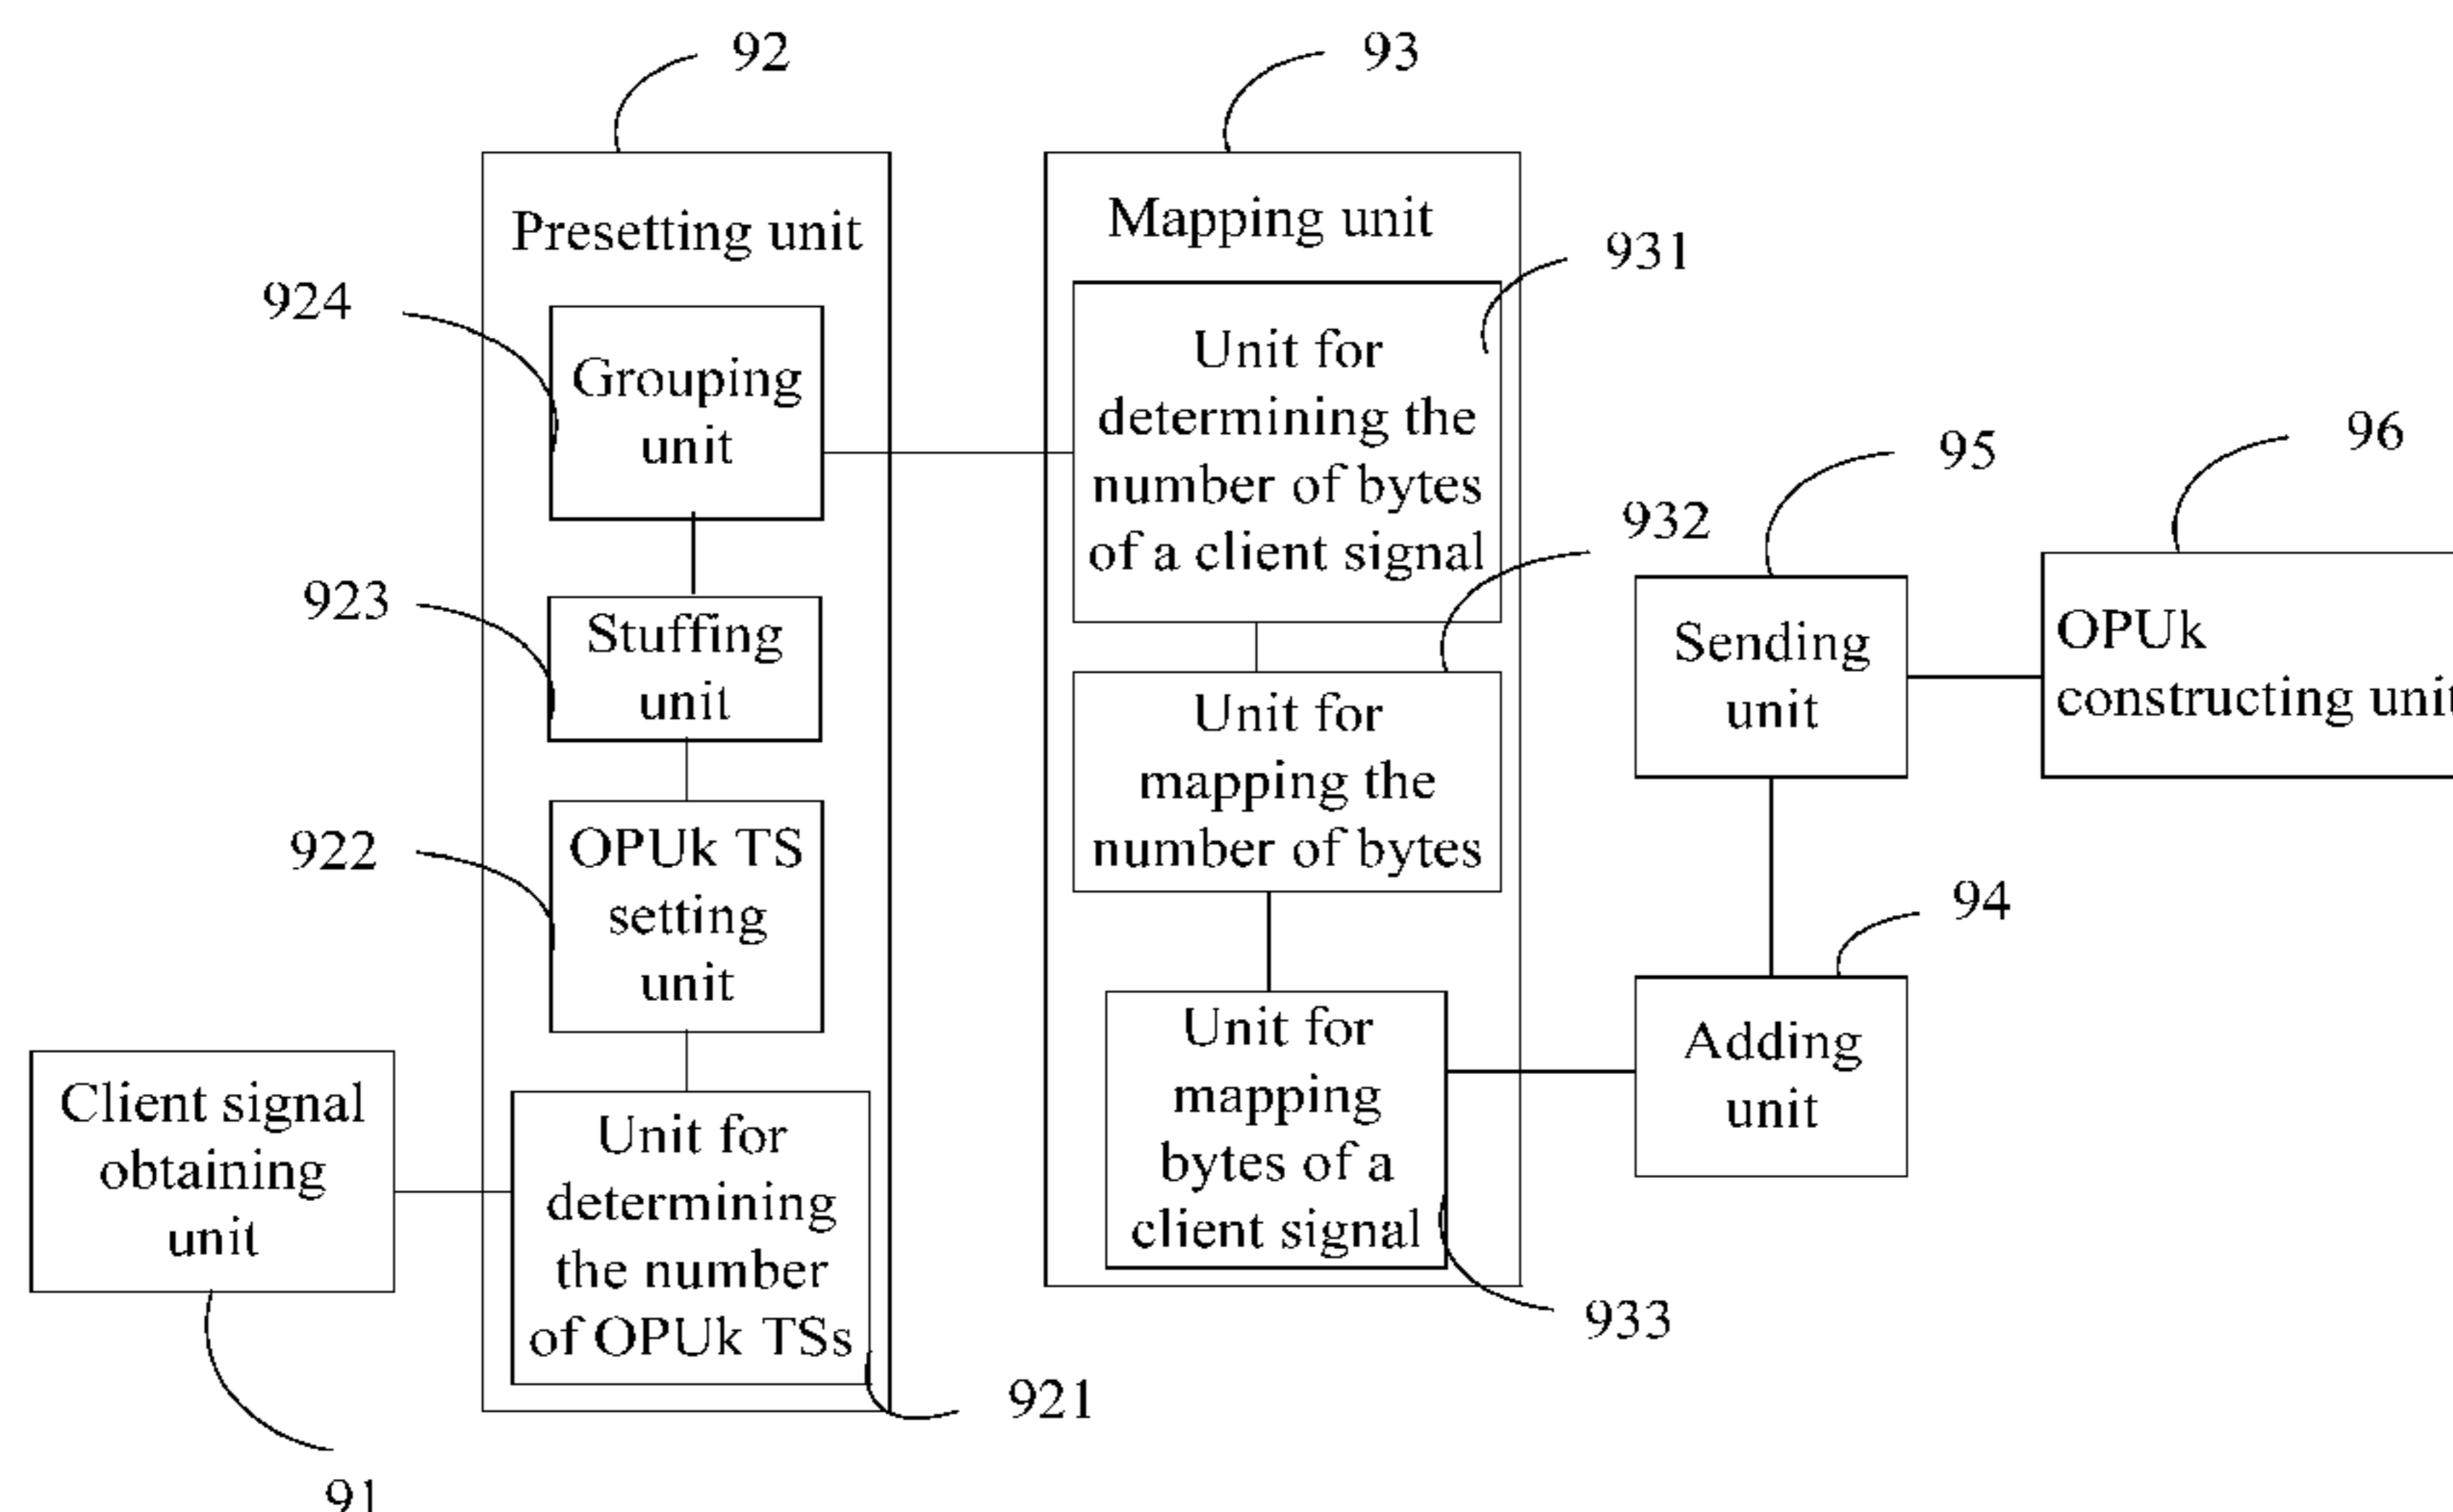 92
93
Presetting unit
Mapping unit
931
924
Unit for
determining the
number of bytes
of a client signal
Grouping
unit
95
96
932
923
Stuffing
unit
Sending
unit
OPUk
constructing unit
Unit for
mapping the
number of bytes
922
OPUk TS
setting
unit
94
Unit for
mapping
bytes of a
client signal
Adding
unit
Client signal
obtaining
unit
Unit for
determining
the number
of OPUk TSs
933
921
91